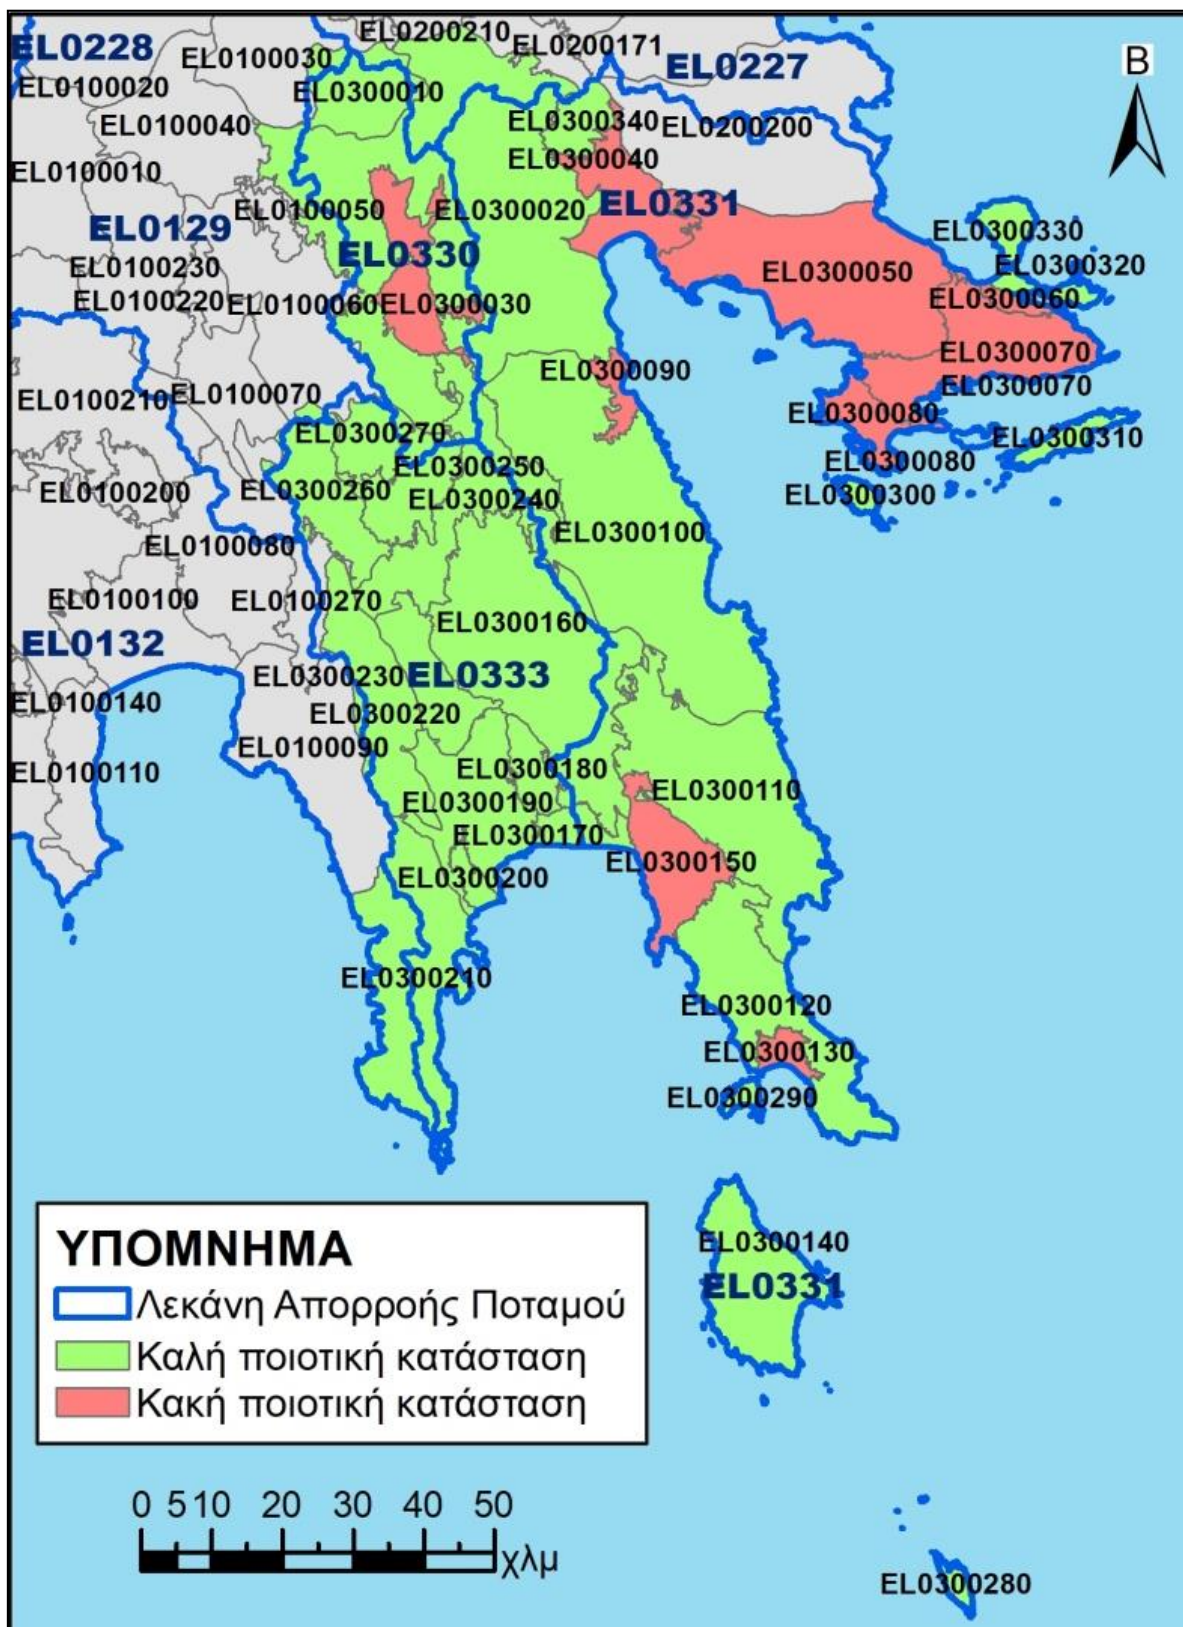 EL0200210
EL0228
EL0100030
EL0200171
EL0227
B
EL0100020
EL0300010
EL0100040
EL0300340
EL0200200
EL0100010
EL0300040
EL0100050
EL0300020
EL0331
EL0129
EL0300330
EL0330
EL0100230
EL0300050
EL0300320
EL0100220
EL0100060
EL0300030
EL0300060
EL0300070
EL0300090
EL0300070
EL0100210
EL0100070
EL0300080
EL0300270
EL0300310
EL0300250
EL0300080
EL0100200
EL0300260
EL0300240
EL0300300
EL0300100
EL0100080
EL0100100
EL0100270
EL0300160
EL0132
EL0300230
EL0333
EL0100140
EL0300220
EL0100090
EL0100110
EL0300180
EL0300110
EL0300190
EL0300170
EL0300150
EL0300200
EL0300210
EL0300120
EL0300130
EL0300290
EL0300140
EL0331
ΥΠΟΜΝΗΜΑ
Λεκάνη Απορροής Ποταμού
Καλή ποιοτική κατάσταση
Κακή ποιοτική κατάσταση
0 5 10 20 30 40 50
χλμ
EL0300280